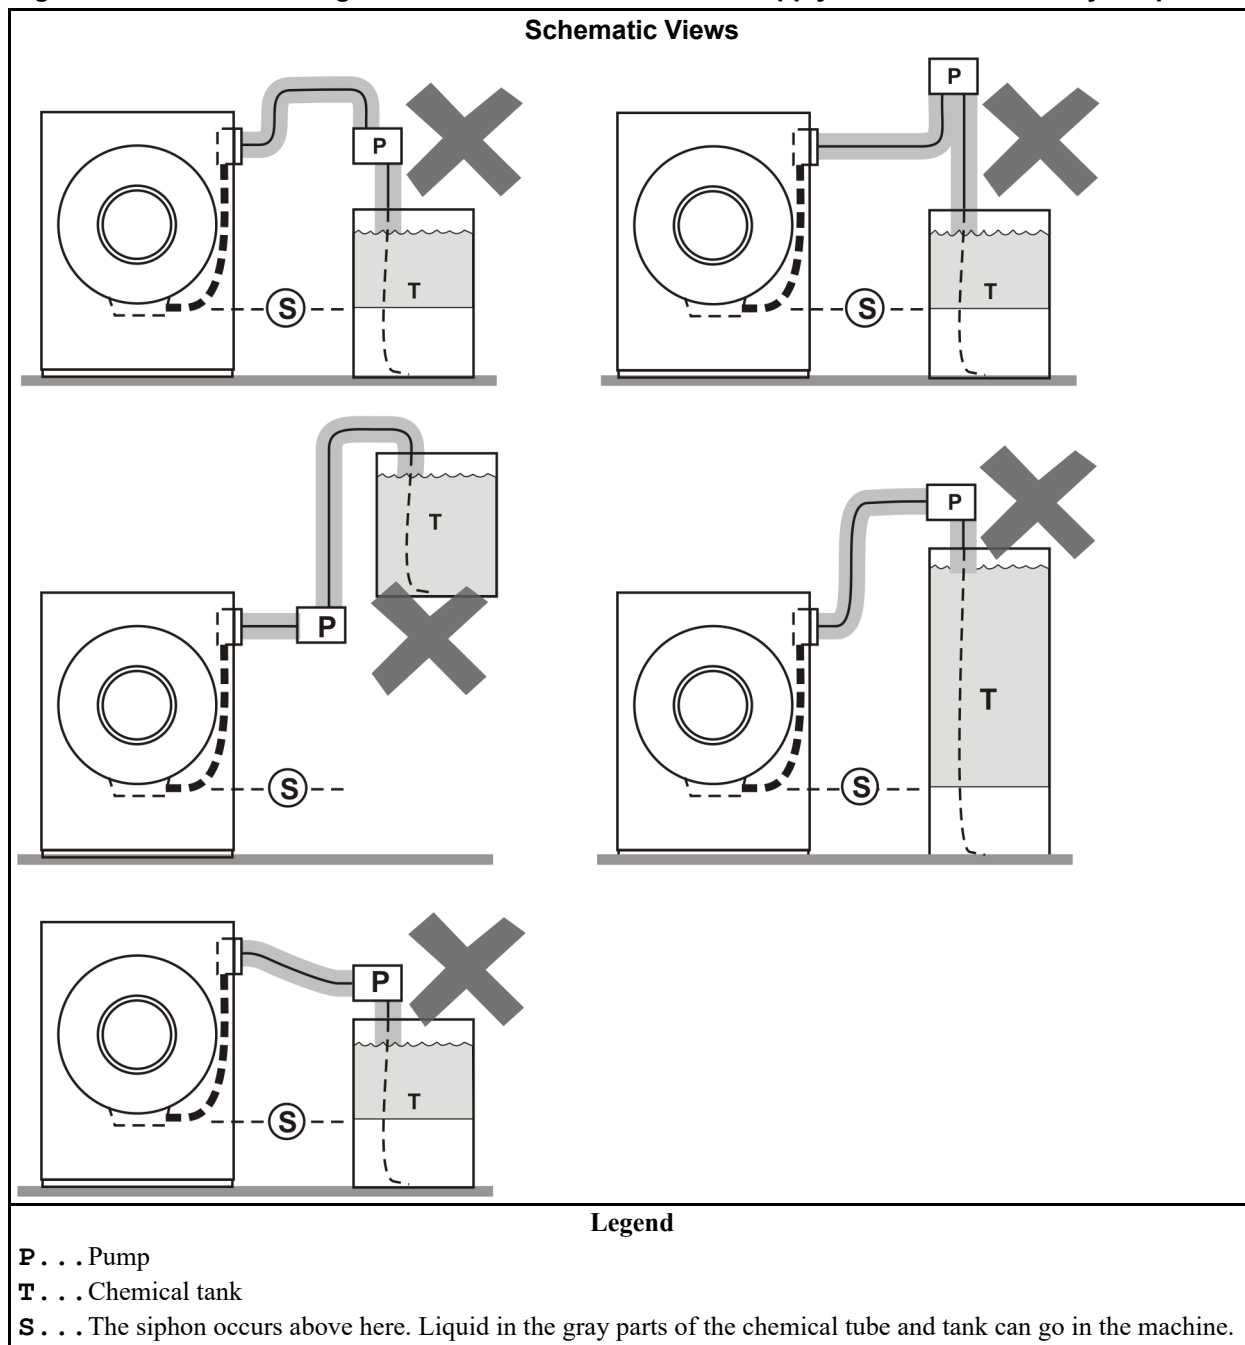 Schematic Views
P
P
T
T
S
S
T
P
P
T
S
S
P
T
S
Legend
P...Pump
T...Chemical tank
S...The siphon occurs above here. Liquid in the gray parts of the chemical tube and tank can go in the machine.